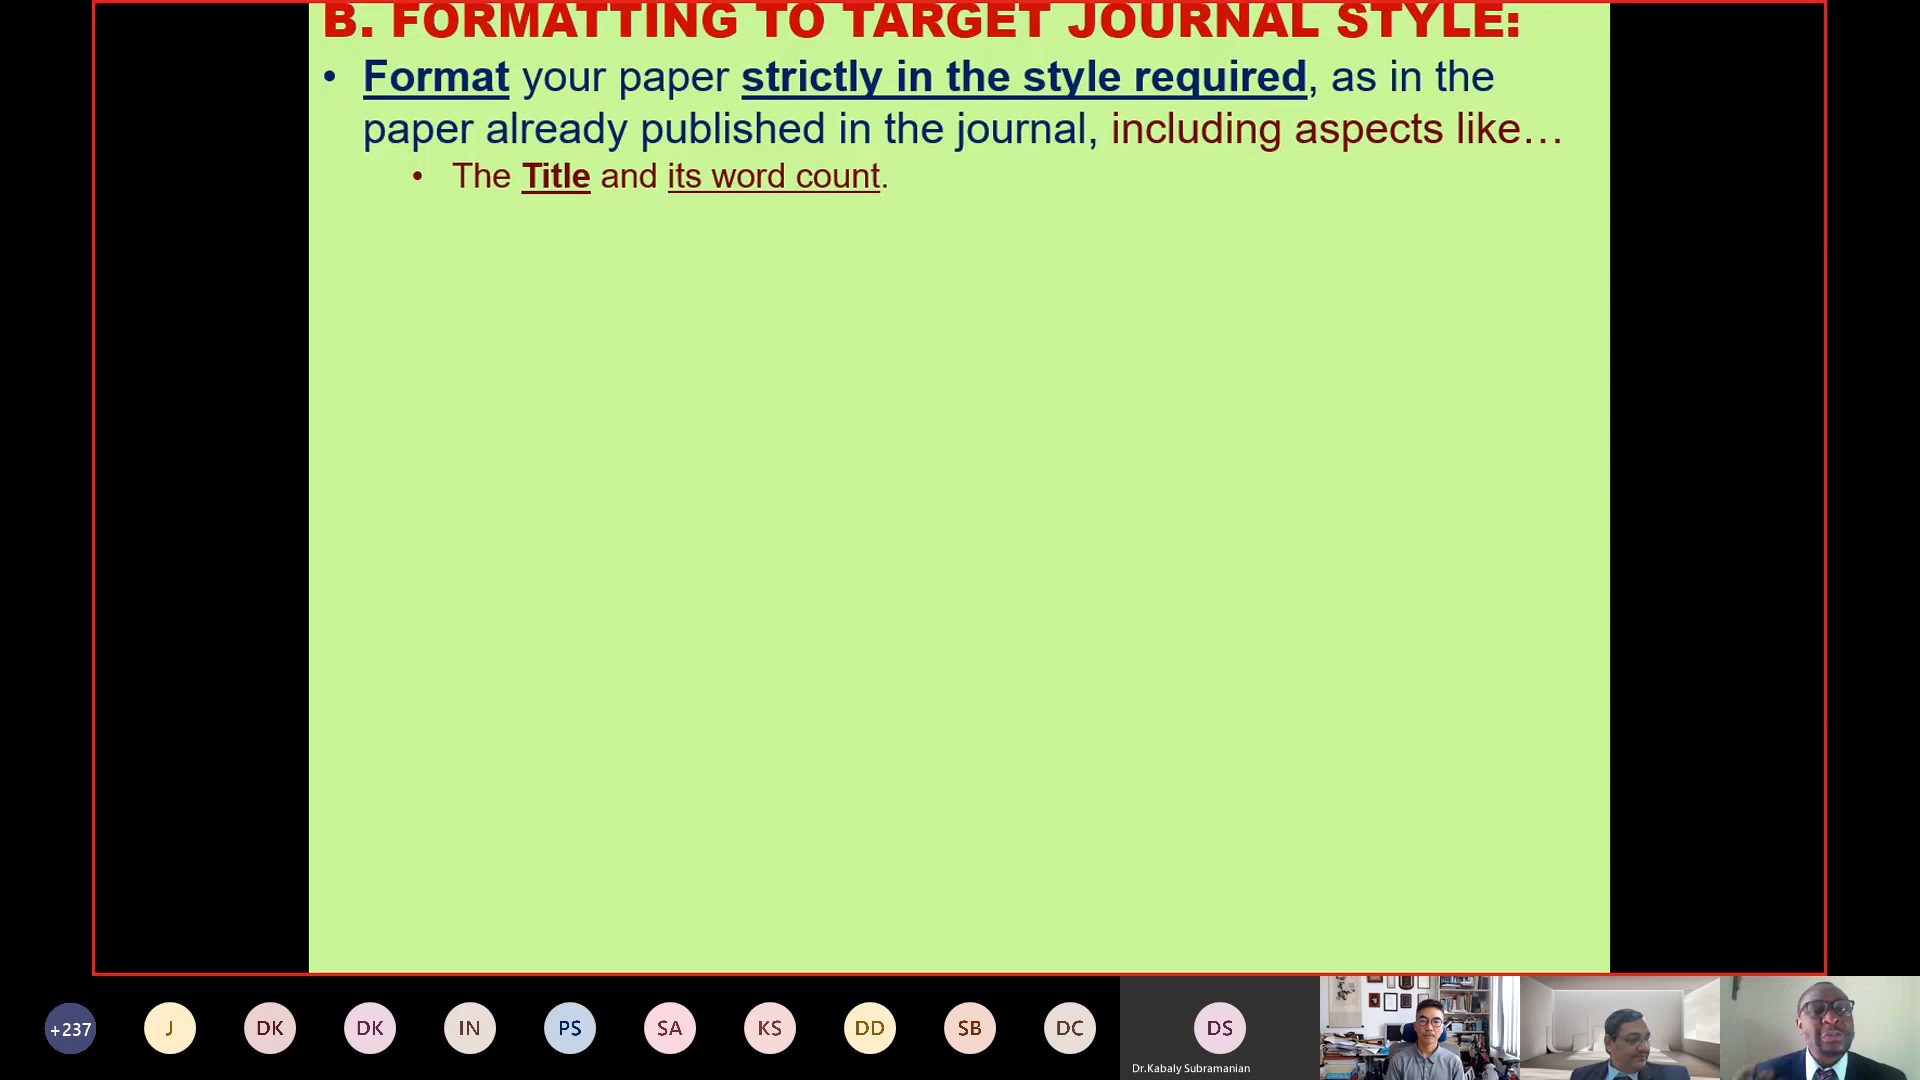 B. FORMATTING TO TARGET JOURNAL STYLE:
• Format your paper strictly in the style required, as in the
paper already published in the journal, including aspects like…
• The Title and its word count.
+237
J
DK
DK
IN
PS
SA
KS
DD
SB
DC
DS
Dr.Kabaly Subramanian